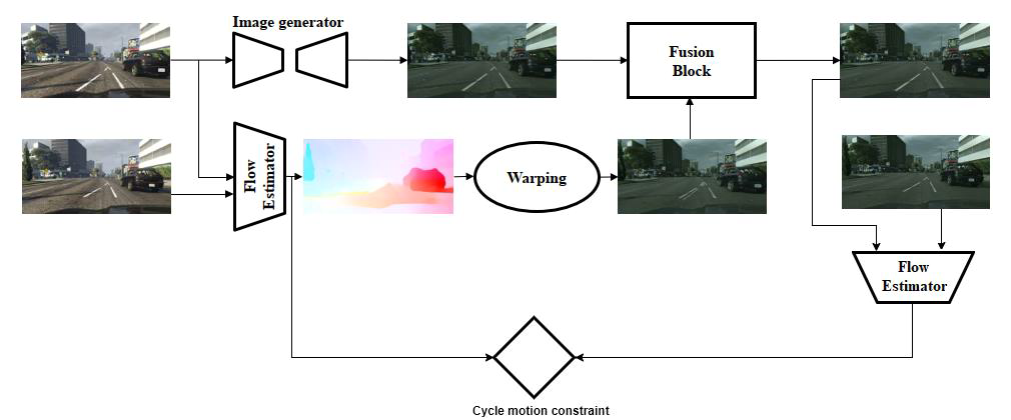 Image generator
Fusion
Block
Flow
Estimator
Warping
Flow
Estimator
Cycle motion constraint